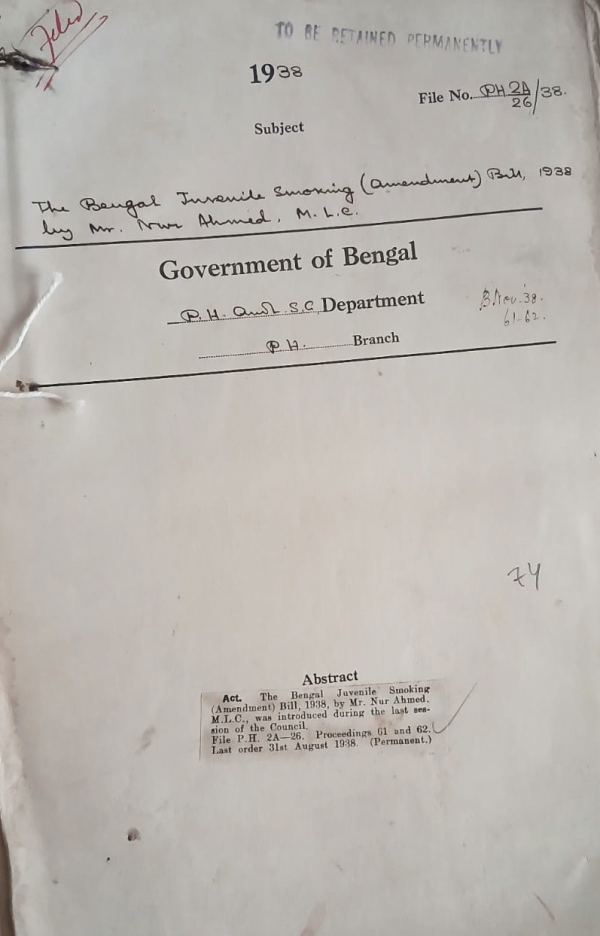 Filed
TO BE RETAINED PERMANENTLY
1938
File No. PH 2A/26/38.
Subject
The Bengal Juvenile Smoking (Amendment) Bill, 1938
by Mr. Nur Ahmed, M.L.C.
Government of Bengal
P.H. and L.S.G. Department
B Nov. 38.
61-62.
P H. Branch
74
Abstract
Act. The Bengal Juvenile Smoking
(Amendment) Bill, 1938, by Mr. Nur Ahmed.
M.L.C., was introduced during the last ses-
sion of the Council.
File P.H. 2A—26. Proceedings 61 and 62.
Last order 31st August 1938. (Permanent.)